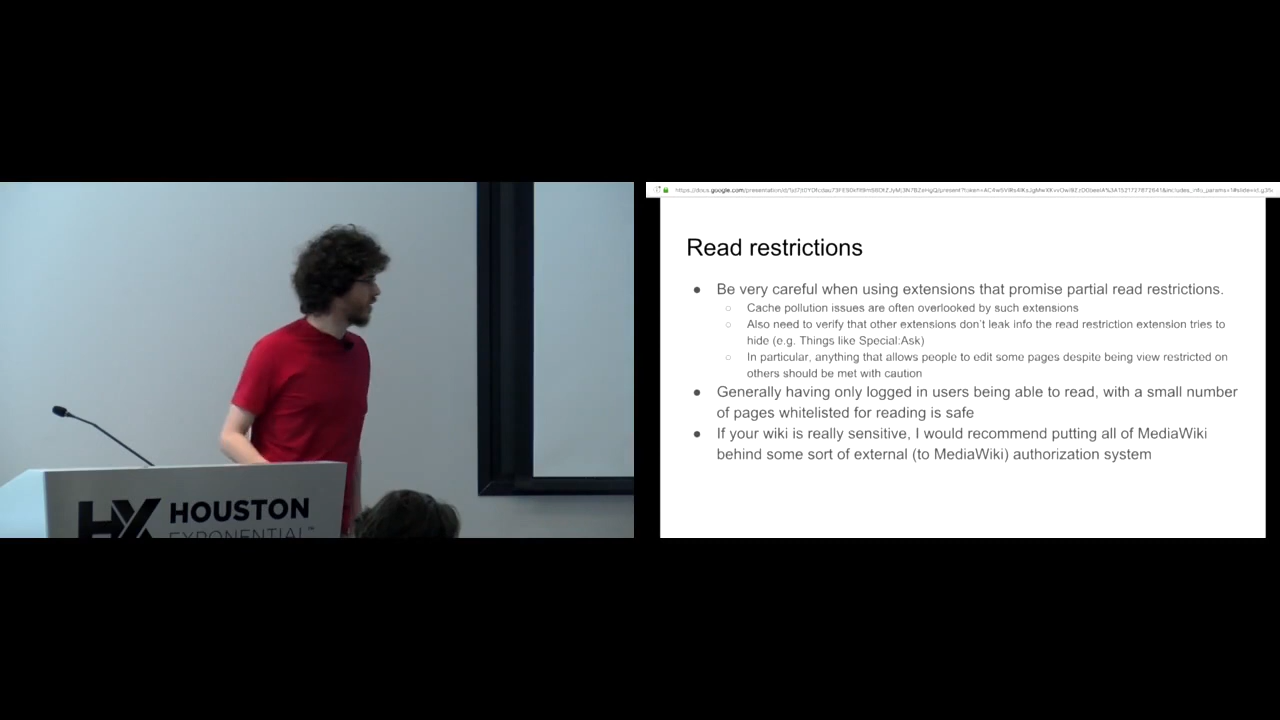 HX HOUSTON
EXPONENTIAL™
Read restrictions
● Be very careful when using extensions that promise partial read restrictions.
○ Cache pollution issues are often overlooked by such extensions
○ Also need to verify that other extensions don't leak info the read restriction extension tries to
hide (e.g. Things like Special:Ask)
○ In particular, anything that allows people to edit some pages despite being view restricted on
others should be met with caution
● Generally having only logged in users being able to read, with a small number
of pages whitelisted for reading is safe
● If your wiki is really sensitive, I would recommend putting all of MediaWiki
behind some sort of external (to MediaWiki) authorization system